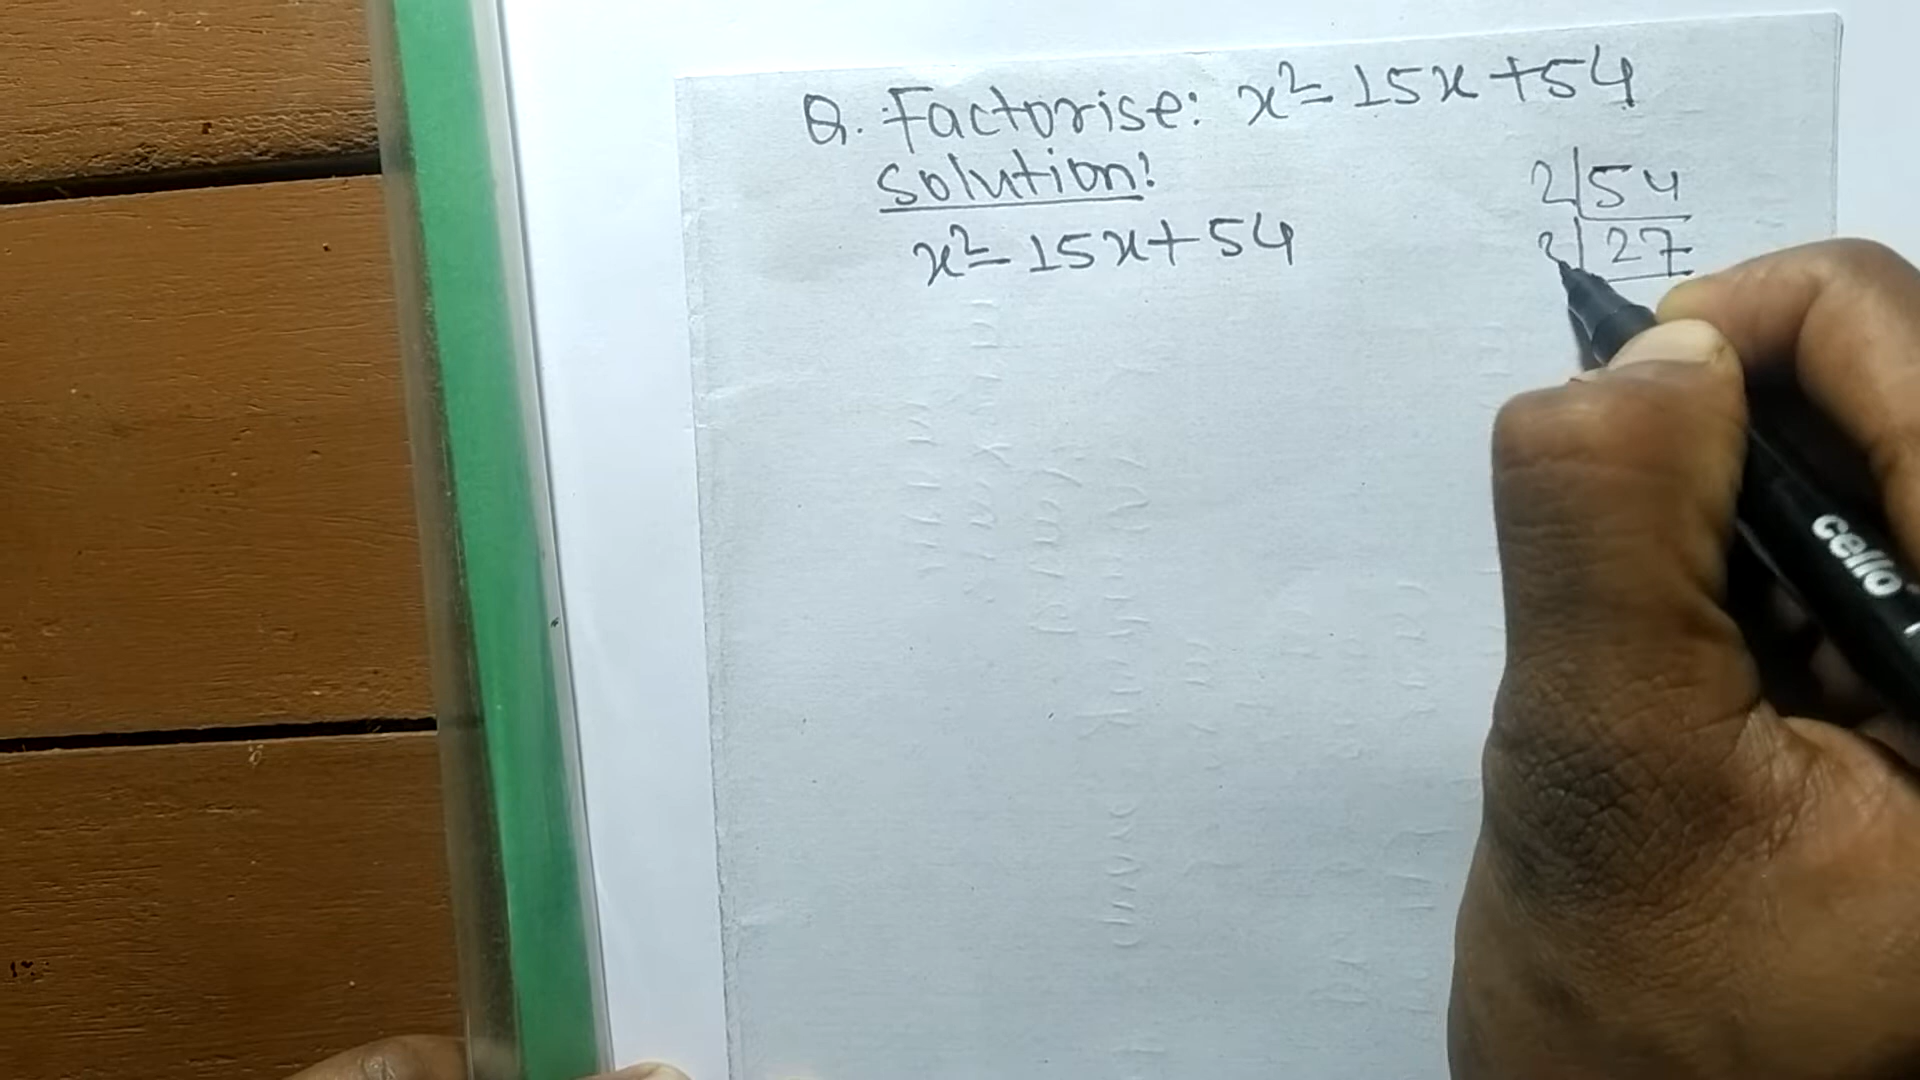 Q. Factorise: x² - 15x + 54
Solution:
x² - 15x + 54
2 | 54
3 | 27
cello